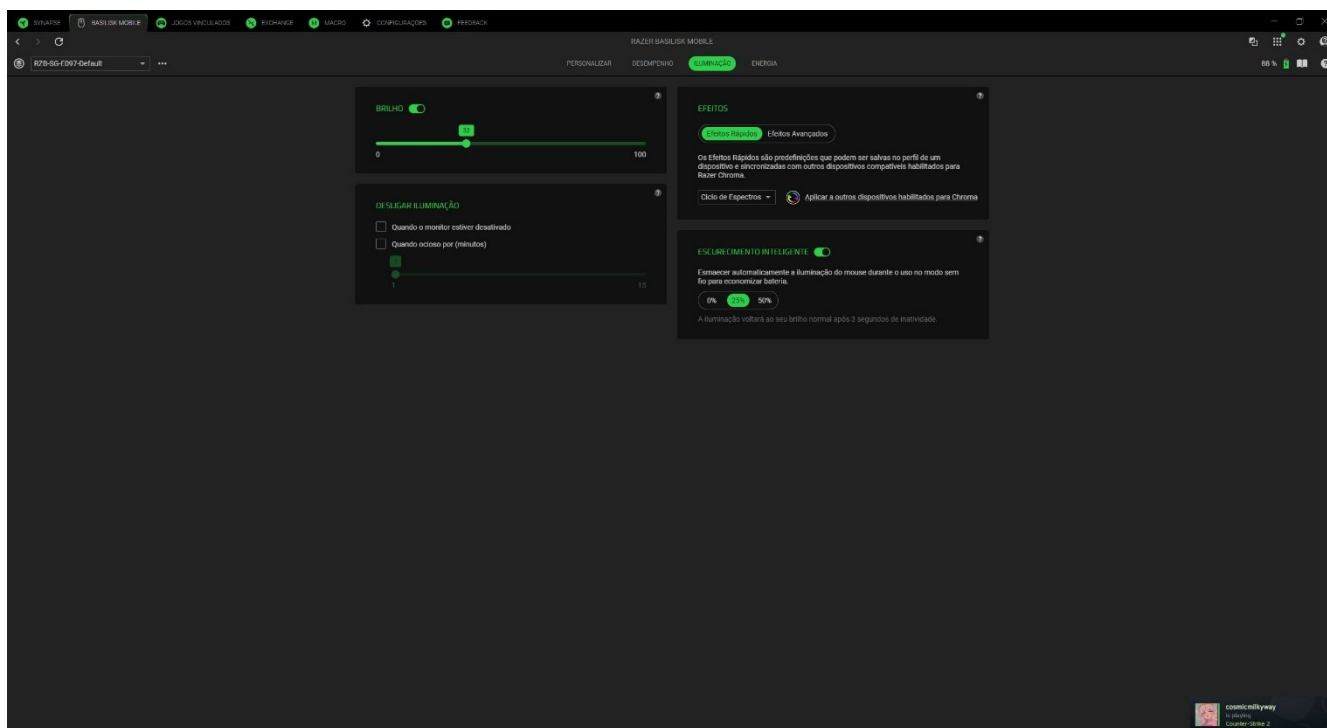 SYNAPSE
BASILISK MOBILE
JOGOS VINCULADOS
EXCHANGE
MACRO
CONFIGURAÇÕES
FEEDBACK
RAZER BASILISK MOBILE
RZB-SG-E097-Default
PERSONALIZAR
DESEMPENHO
ILUMINAÇÃO
ENERGIA
88 %
BRILHO
33
0 100
DESLIGAR ILUMINAÇÃO
Quando o monitor estiver desativado
Quando ocioso por (minutos)
1
1 15
EFEITOS
Efeitos Rápidos Efeitos Avançados
Os Efeitos Rápidos são predefinições que podem ser salvas no perfil de um
dispositivo e sincronizadas com outros dispositivos compatíveis habilitados para
Razer Chroma.
Ciclo de Espectros Aplicar a outros dispositivos habilitados para Chroma
ESCURECIMENTO INTELIGENTE
Esmaecer automaticamente a iluminação do mouse durante o uso no modo sem
fio para economizar bateria.
0% 25% 50%
A iluminação voltará ao seu brilho normal após 3 segundos de inatividade.
cosmicmilkyway
is playing
Counter-Strike 2